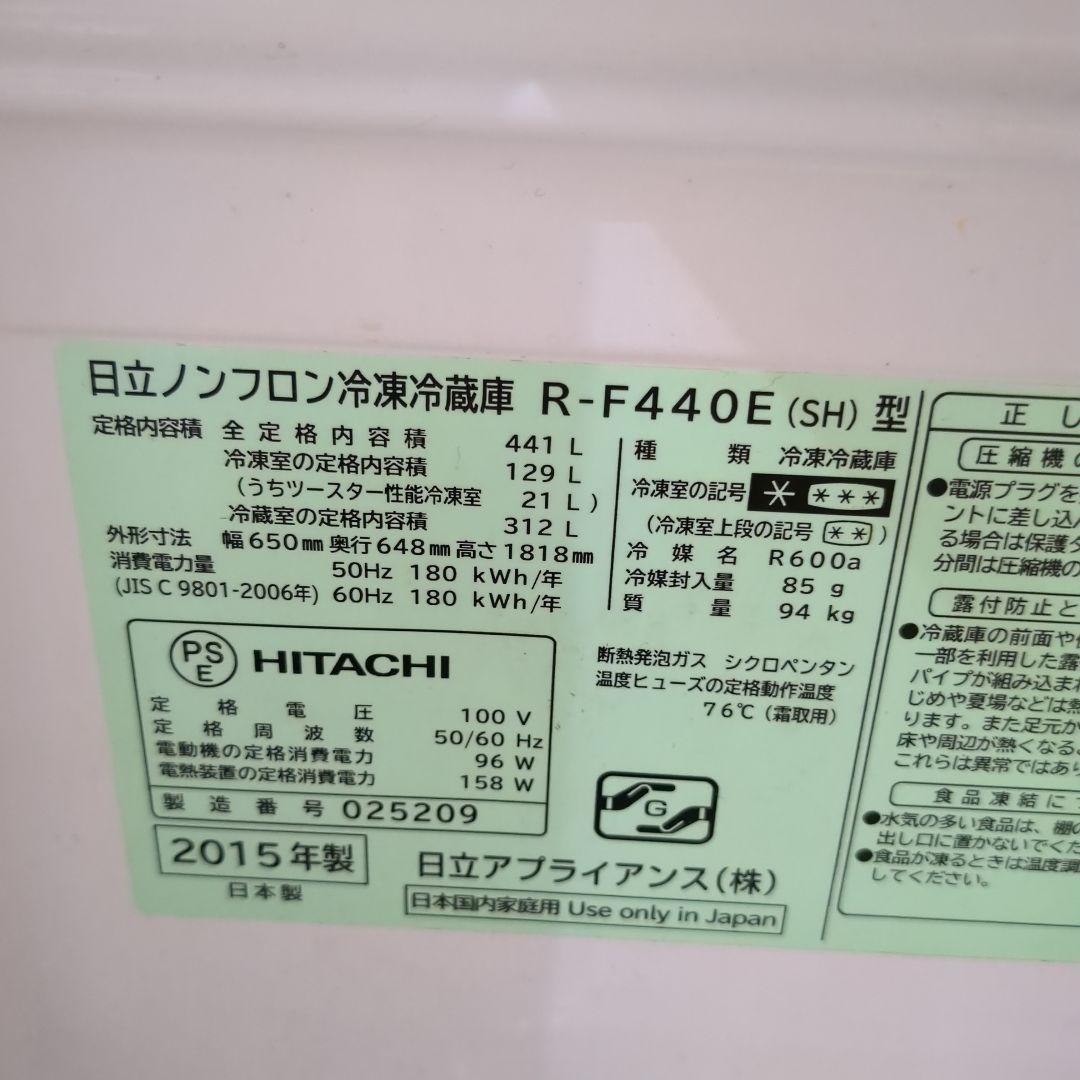 日立ノンフロン冷凍冷蔵庫 R-F440E (SH) 型
定格内容積 全定格内容積 441 L
冷凍室の定格内容積 129 L
(うちツースター性能冷凍室 21 L)
冷蔵室の定格内容積 312 L
外形寸法 幅650mm 奥行648mm 高さ1818mm
消費電力量 50Hz 180 kWh/年
(JIS C 9801-2006年) 60Hz 180 kWh/年
種類 冷凍冷蔵庫
冷凍室の記号 * ***
(冷凍室上段の記号 **)
冷媒名 R600a
冷媒封入量 85 g
質量 94 kg
PS
E
HITACHI
定格電圧 100 V
定格周波数 50/60 Hz
電動機の定格消費電力 96 W
電熱装置の定格消費電力 158 W
製造番号 025209
2015年製
日本製
断熱発泡ガス シクロペンタン
温度ヒューズの定格動作温度
76℃ (霜取用)
G
日立アプライアンス(株)
日本国内家庭用 Use only in Japan
正し
圧縮機の
●電源プラグを
ントに差し込ん
る場合は保護
分間は圧縮機の
露付防止と
●冷蔵庫の前面や
一部を利用した露
パイプが組み込まれ
じめや夏場などは熱
ります。また足元か
床や周辺が熱くなる
これらは異常ではあり
食品凍結に
●水気の多い食品は、棚の
出し口に置かないでくだ
●食品が凍るときは温度調
してください。